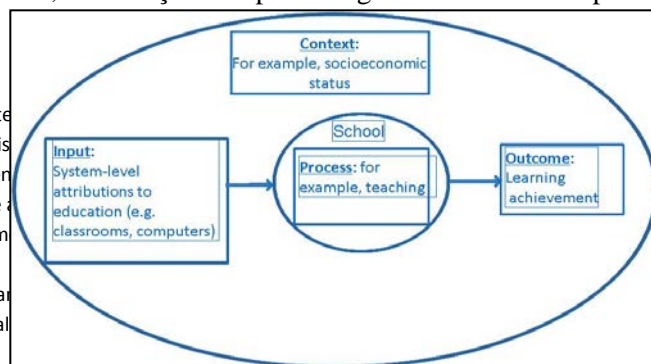 Context:
For example, socioeconomic
status
School
Input:
System-level
attributions to
education (e.g.
classrooms, computers)
Process: for
example, teaching
Outcome:
Learning
achievement